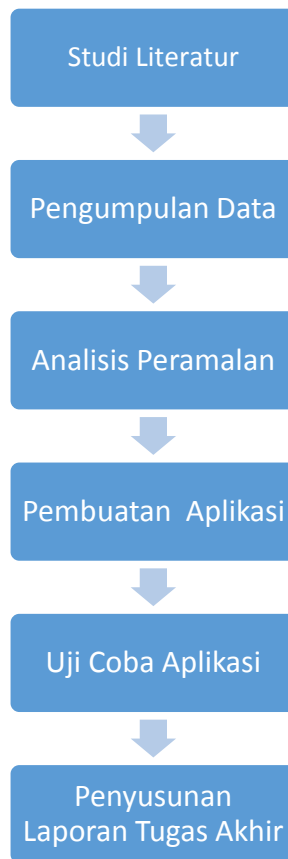 Studi Literatur
Pengumpulan Data
Analisis Peramalan
Pembuatan Aplikasi
Uji Coba Aplikasi
Penyusunan
Laporan Tugas Akhir